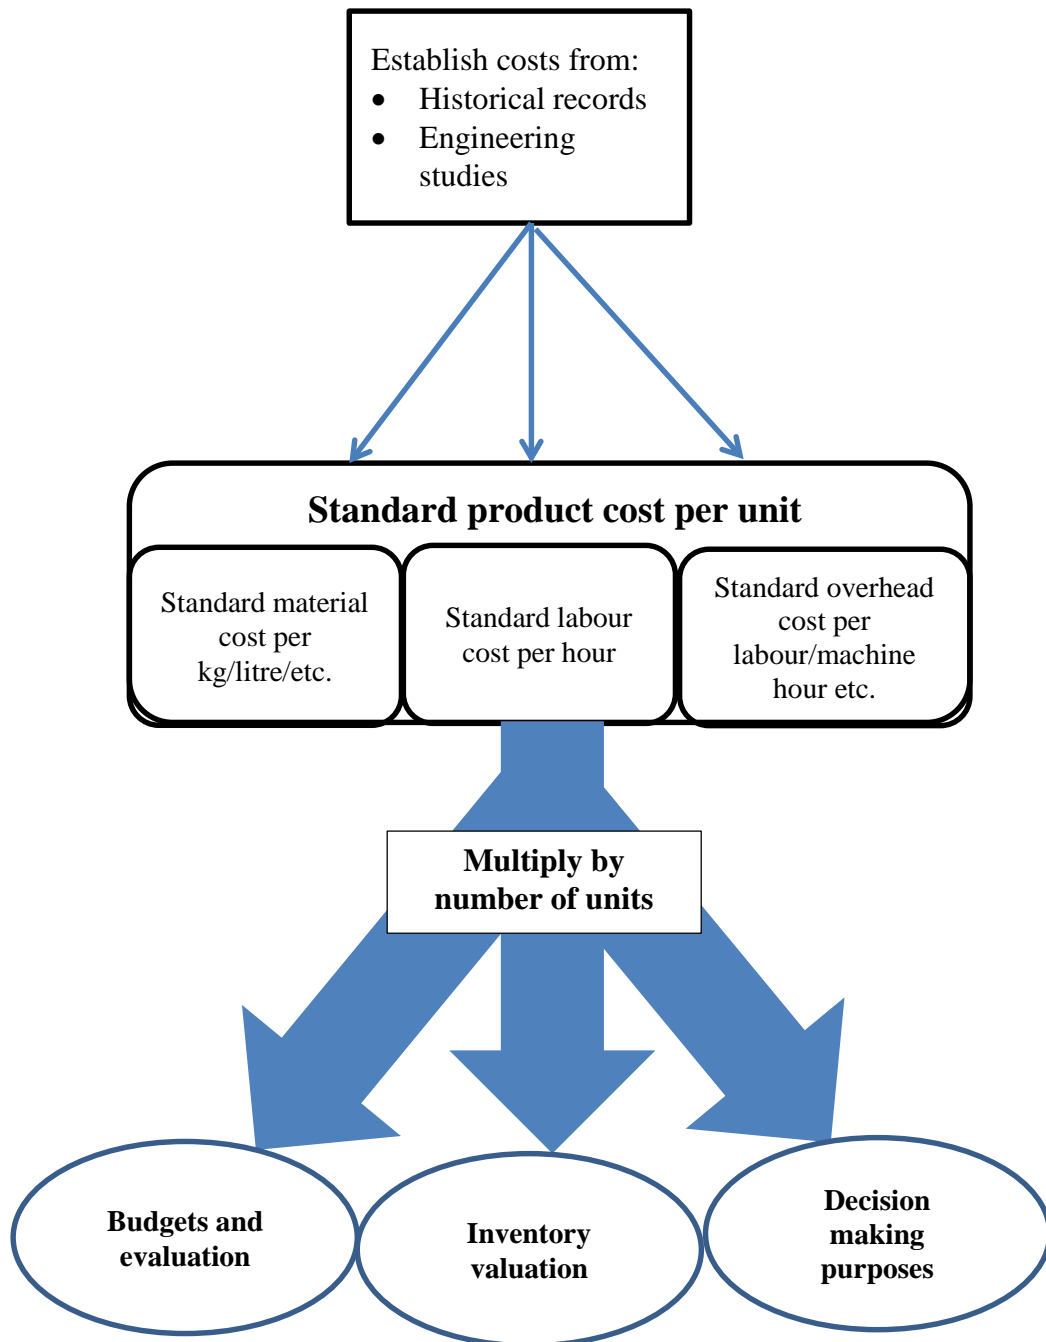 Establish costs from:
• Historical records
• Engineering
studies
Standard product cost per unit
Standard material
cost per
kg/litre/etc.
Standard labour
cost per hour
Standard overhead
cost per
labour/machine
hour etc.
Multiply by
number of units
Budgets and
evaluation
Inventory
valuation
Decision
making
purposes